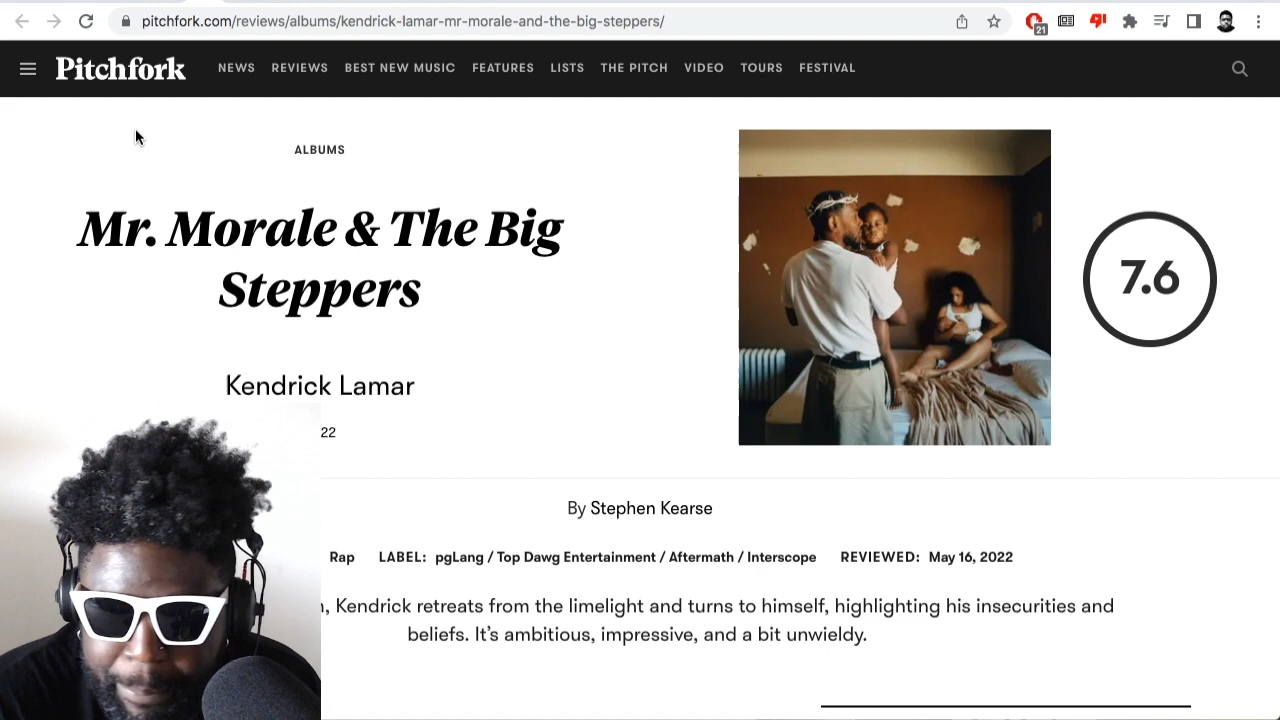 pitchfork.com/reviews/albums/kendrick-lamar-mr-morale-and-the-big-steppers/
21
Pitchfork NEWS REVIEWS BEST NEW MUSIC FEATURES LISTS THE PITCH VIDEO TOURS FESTIVAL
ALBUMS
Mr. Morale & The Big
Steppers
7.6
Kendrick Lamar
22
By Stephen Kearse
Rap LABEL: pgLang / Top Dawg Entertainment / Aftermath / Interscope REVIEWED: May 16, 2022
, Kendrick retreats from the limelight and turns to himself, highlighting his insecurities and
beliefs. It’s ambitious, impressive, and a bit unwieldy.